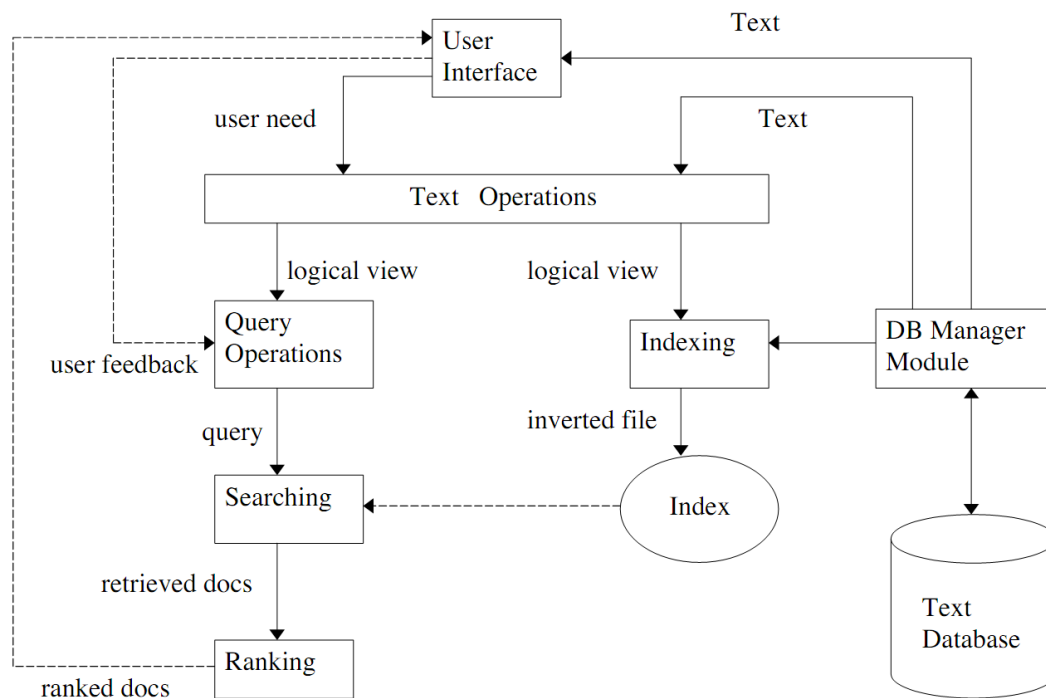 Text
User
Interface
user need
Text
Text Operations
logical view
logical view
Query
Operations
Indexing
DB Manager
Module
user feedback
inverted file
query
Searching
Index
retrieved docs
Text
Database
Ranking
ranked docs